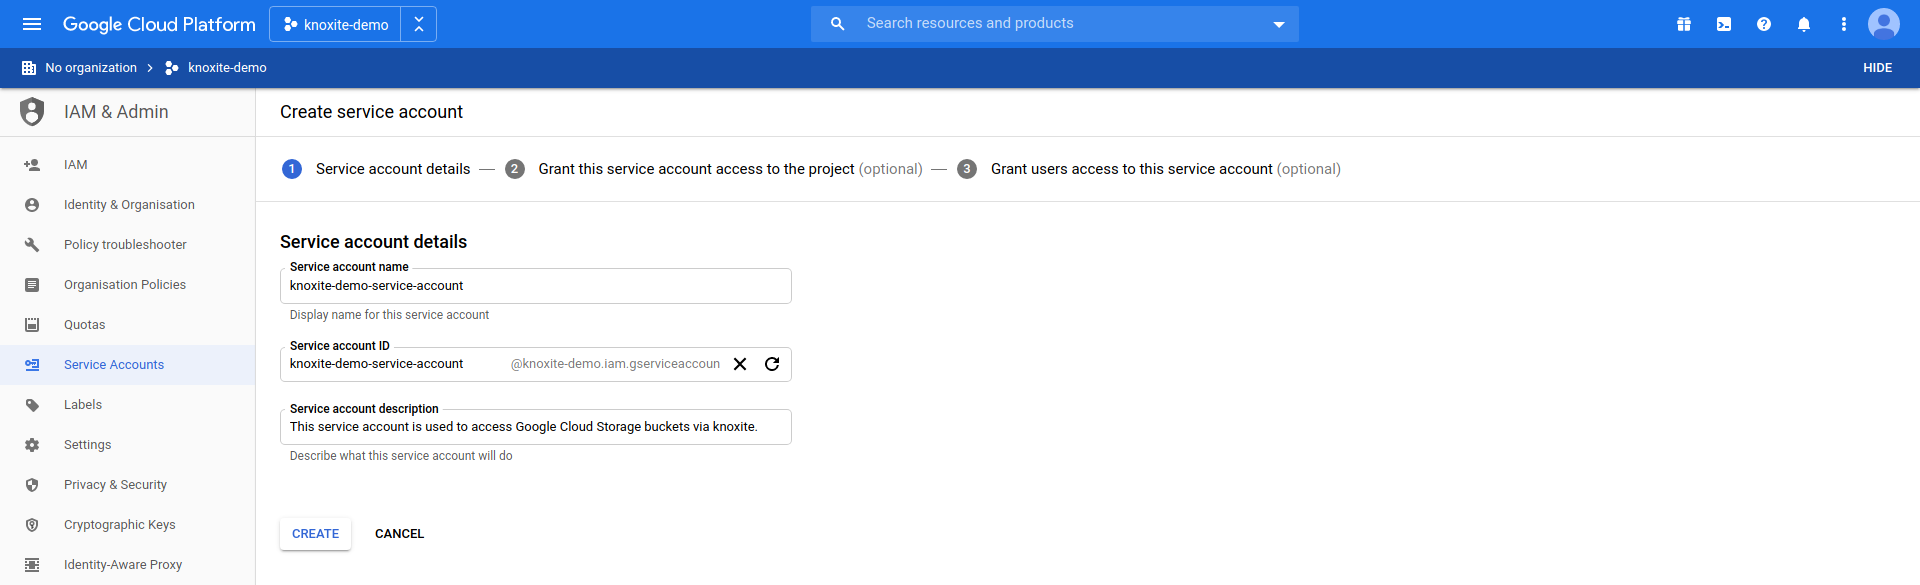 Google Cloud Platform knoxite-demo Search resources and products
No organization knoxite-demo HIDE
IAM & Admin
IAM
Identity & Organisation
Policy troubleshooter
Organisation Policies
Quotas
Service Accounts
Labels
Settings
Privacy & Security
Cryptographic Keys
Identity-Aware Proxy
Create service account
1 Service account details — 2 Grant this service account access to the project (optional) — 3 Grant users access to this service account (optional)
Service account details
Service account name
knoxite-demo-service-account
Display name for this service account
Service account ID
knoxite-demo-service-account @knoxite-demo.iam.gserviceaccoun
Service account description
This service account is used to access Google Cloud Storage buckets via knoxite.
Describe what this service account will do
CREATE CANCEL